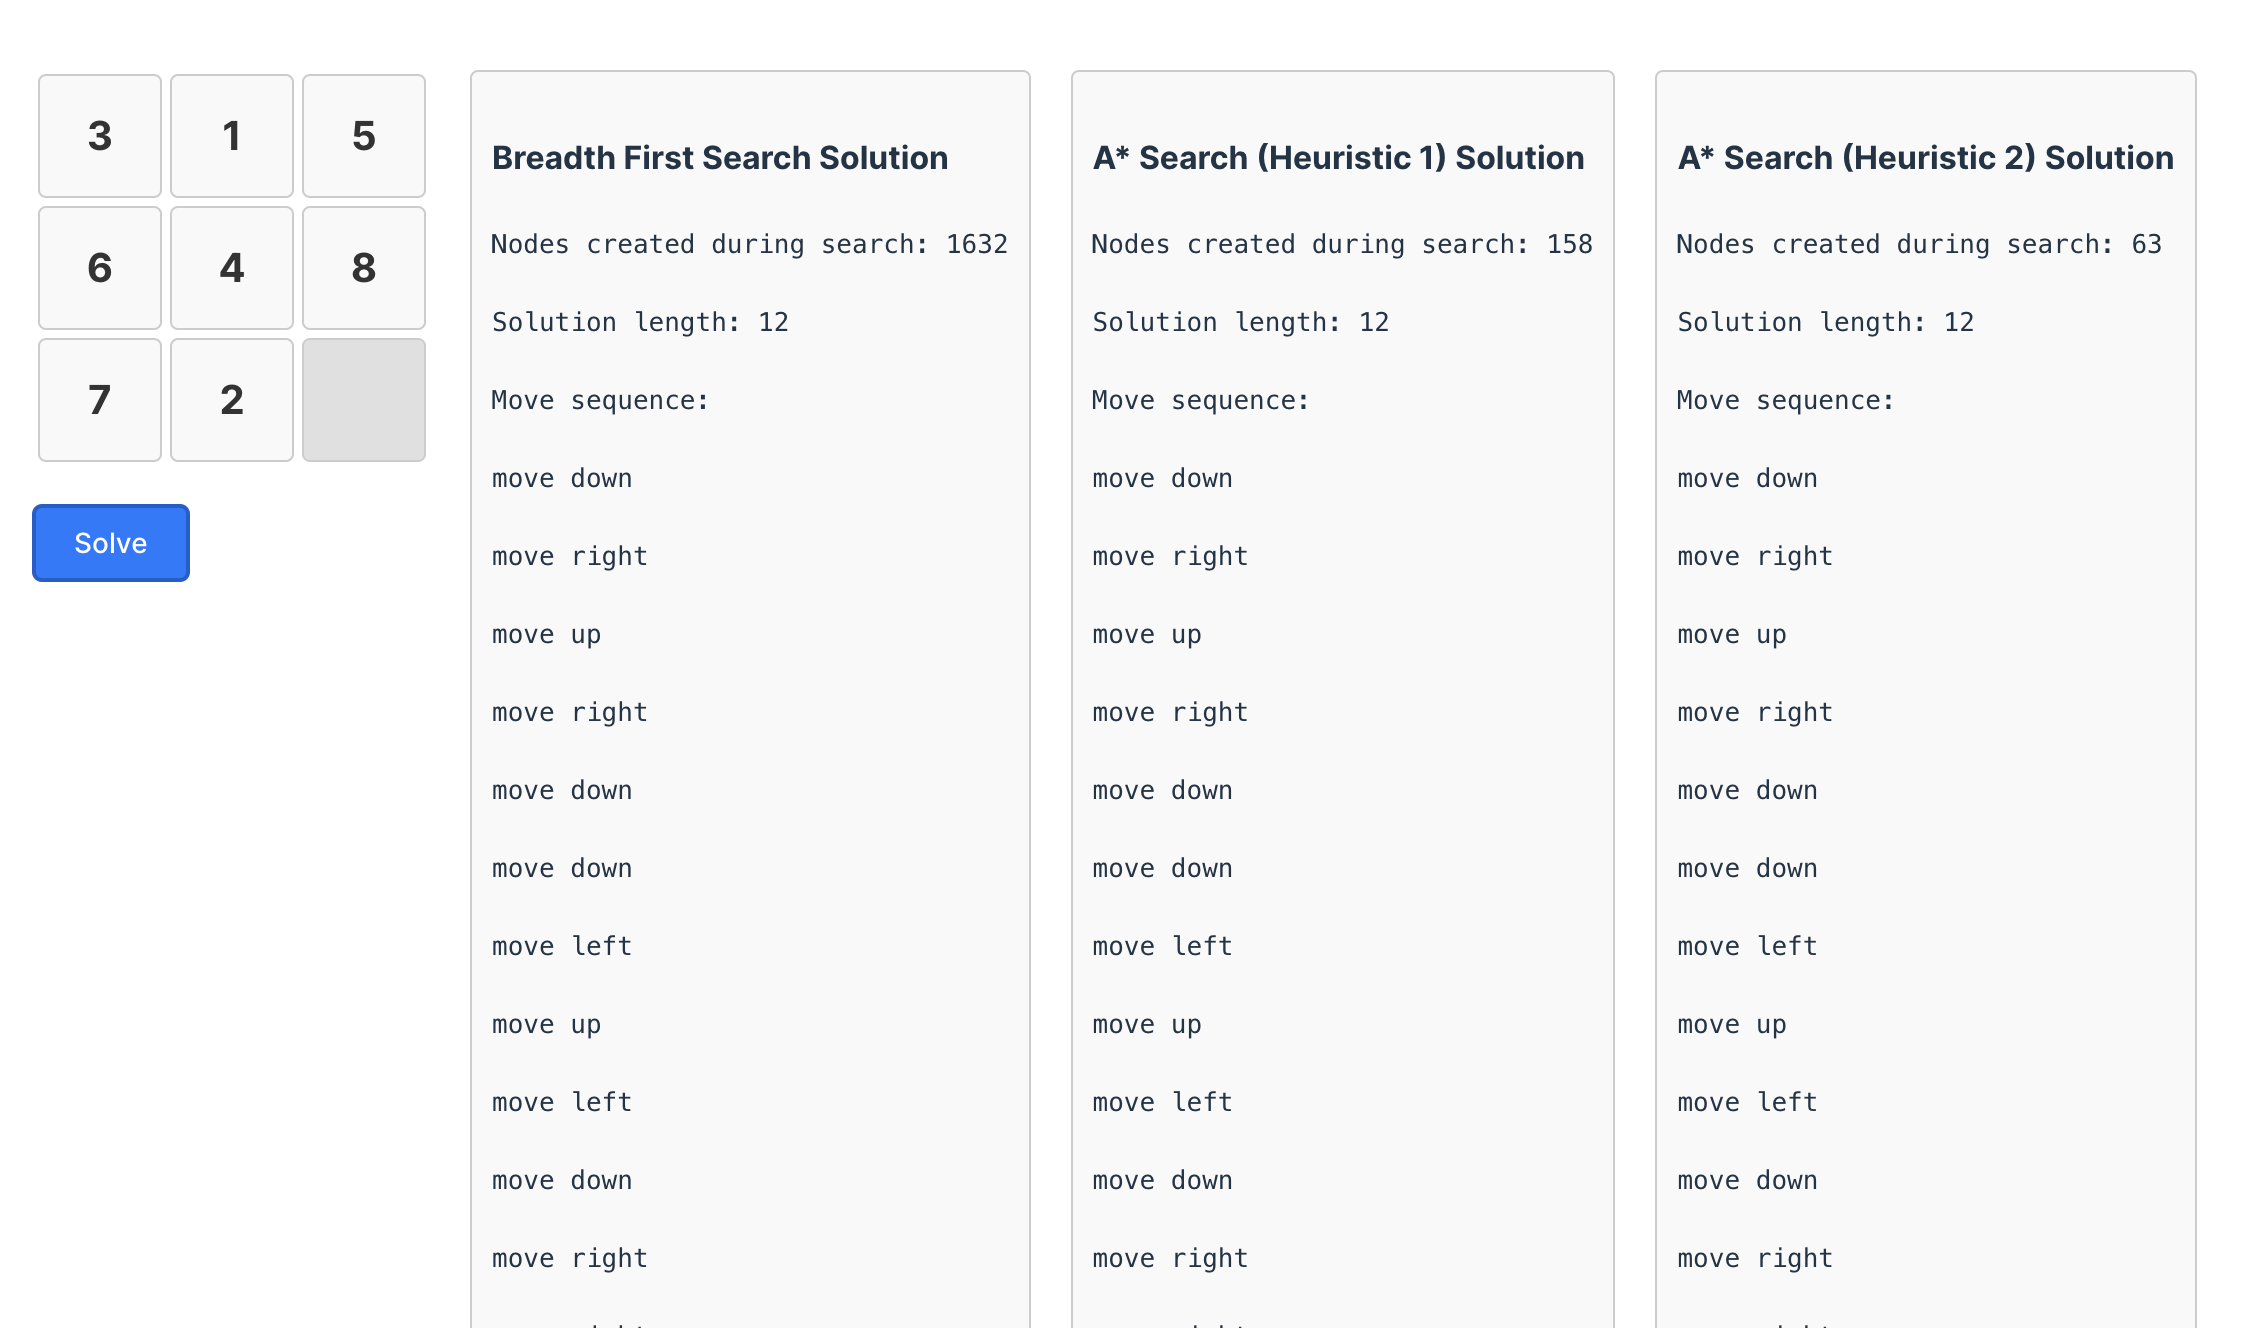 3 1 5
6 4 8
7 2
Solve
Breadth First Search Solution
Nodes created during search: 1632
Solution length: 12
Move sequence:
move down
move right
move up
move right
move down
move down
move left
move up
move left
move down
move right
A* Search (Heuristic 1) Solution
Nodes created during search: 158
Solution length: 12
Move sequence:
move down
move right
move up
move right
move down
move down
move left
move up
move left
move down
move right
A* Search (Heuristic 2) Solution
Nodes created during search: 63
Solution length: 12
Move sequence:
move down
move right
move up
move right
move down
move down
move left
move up
move left
move down
move right